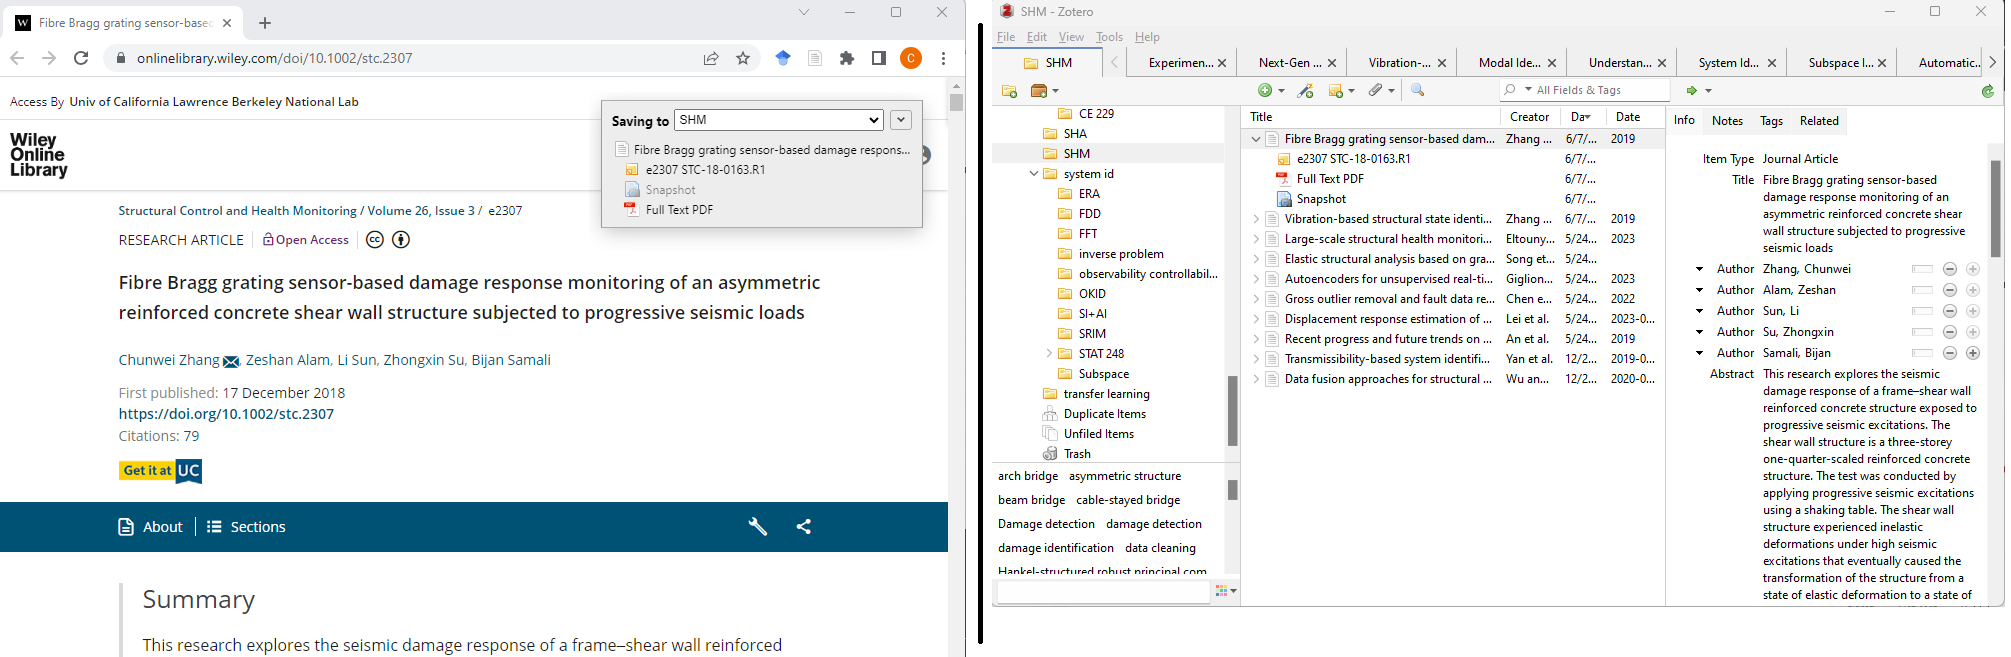 Fibre Bragg grating sensor-based
onlinelibrary.wiley.com/doi/10.1002/stc.2307
C
Access By Univ of California Lawrence Berkeley National Lab
Wiley
Online
Library
Saving to SHM
Fibre Bragg grating sensor-based damage respons...
e2307 STC-18-0163.R1
Snapshot
Full Text PDF
Structural Control and Health Monitoring / Volume 26, Issue 3 / e2307
RESEARCH ARTICLE Open Access
Fibre Bragg grating sensor-based damage response monitoring of an asymmetric
reinforced concrete shear wall structure subjected to progressive seismic loads
Chunwei Zhang, Zeshan Alam, Li Sun, Zhongxin Su, Bijan Samali
First published: 17 December 2018
https://doi.org/10.1002/stc.2307
Citations: 79
Get it at UC
About Sections
Summary
This research explores the seismic damage response of a frame–shear wall reinforced
SHM - Zotero
File Edit View Tools Help
SHM Experimen... Next-Gen ... Vibration-... Modal Ide... Understan... System Id... Subspace I... Automatic...
All Fields & Tags
CE 229
SHA
SHM
system id
ERA
FDD
FFT
inverse problem
observability controllabil...
OKID
SI+AI
SRIM
STAT 248
Subspace
transfer learning
Duplicate Items
Unfiled Items
Trash
arch bridge asymmetric structure
beam bridge cable-stayed bridge
Damage detection damage detection
damage identification data cleaning
Hankel-structured robust principal com
Title Creator Da Date
Fibre Bragg grating sensor-based dam... Zhang ... 6/7/... 2019
e2307 STC-18-0163.R1 6/7/...
Full Text PDF 6/7/...
Snapshot 6/7/...
Vibration-based structural state identi... Zhang ... 6/7/... 2019
Large-scale structural health monitori... Eltouny... 5/24... 2023
Elastic structural analysis based on gra... Song et... 5/24...
Autoencoders for unsupervised real-ti... Giglion... 5/24... 2023
Gross outlier removal and fault data re... Chen e... 5/24... 2022
Displacement response estimation of ... Lei et al. 5/24... 2023-0...
Recent progress and future trends on ... An et al. 5/24... 2019
Transmissibility-based system identifi... Yan et al. 12/2... 2019-0...
Data fusion approaches for structural ... Wu an... 12/2... 2020-0...
Info Notes Tags Related
Item Type Journal Article
Title Fibre Bragg grating sensor-based
damage response monitoring of an
asymmetric reinforced concrete shear
wall structure subjected to progressive
seismic loads
Author Zhang, Chunwei
Author Alam, Zeshan
Author Sun, Li
Author Su, Zhongxin
Author Samali, Bijan
Abstract This research explores the seismic
damage response of a frame–shear wall
reinforced concrete structure exposed to
progressive seismic excitations. The
shear wall structure is a three-storey
one-quarter-scaled reinforced concrete
structure. The test was conducted by
applying progressive seismic excitations
using a shaking table. The shear wall
structure experienced inelastic
deformations under high seismic
excitations that eventually caused the
transformation of the structure from a
state of elastic deformation to a state of